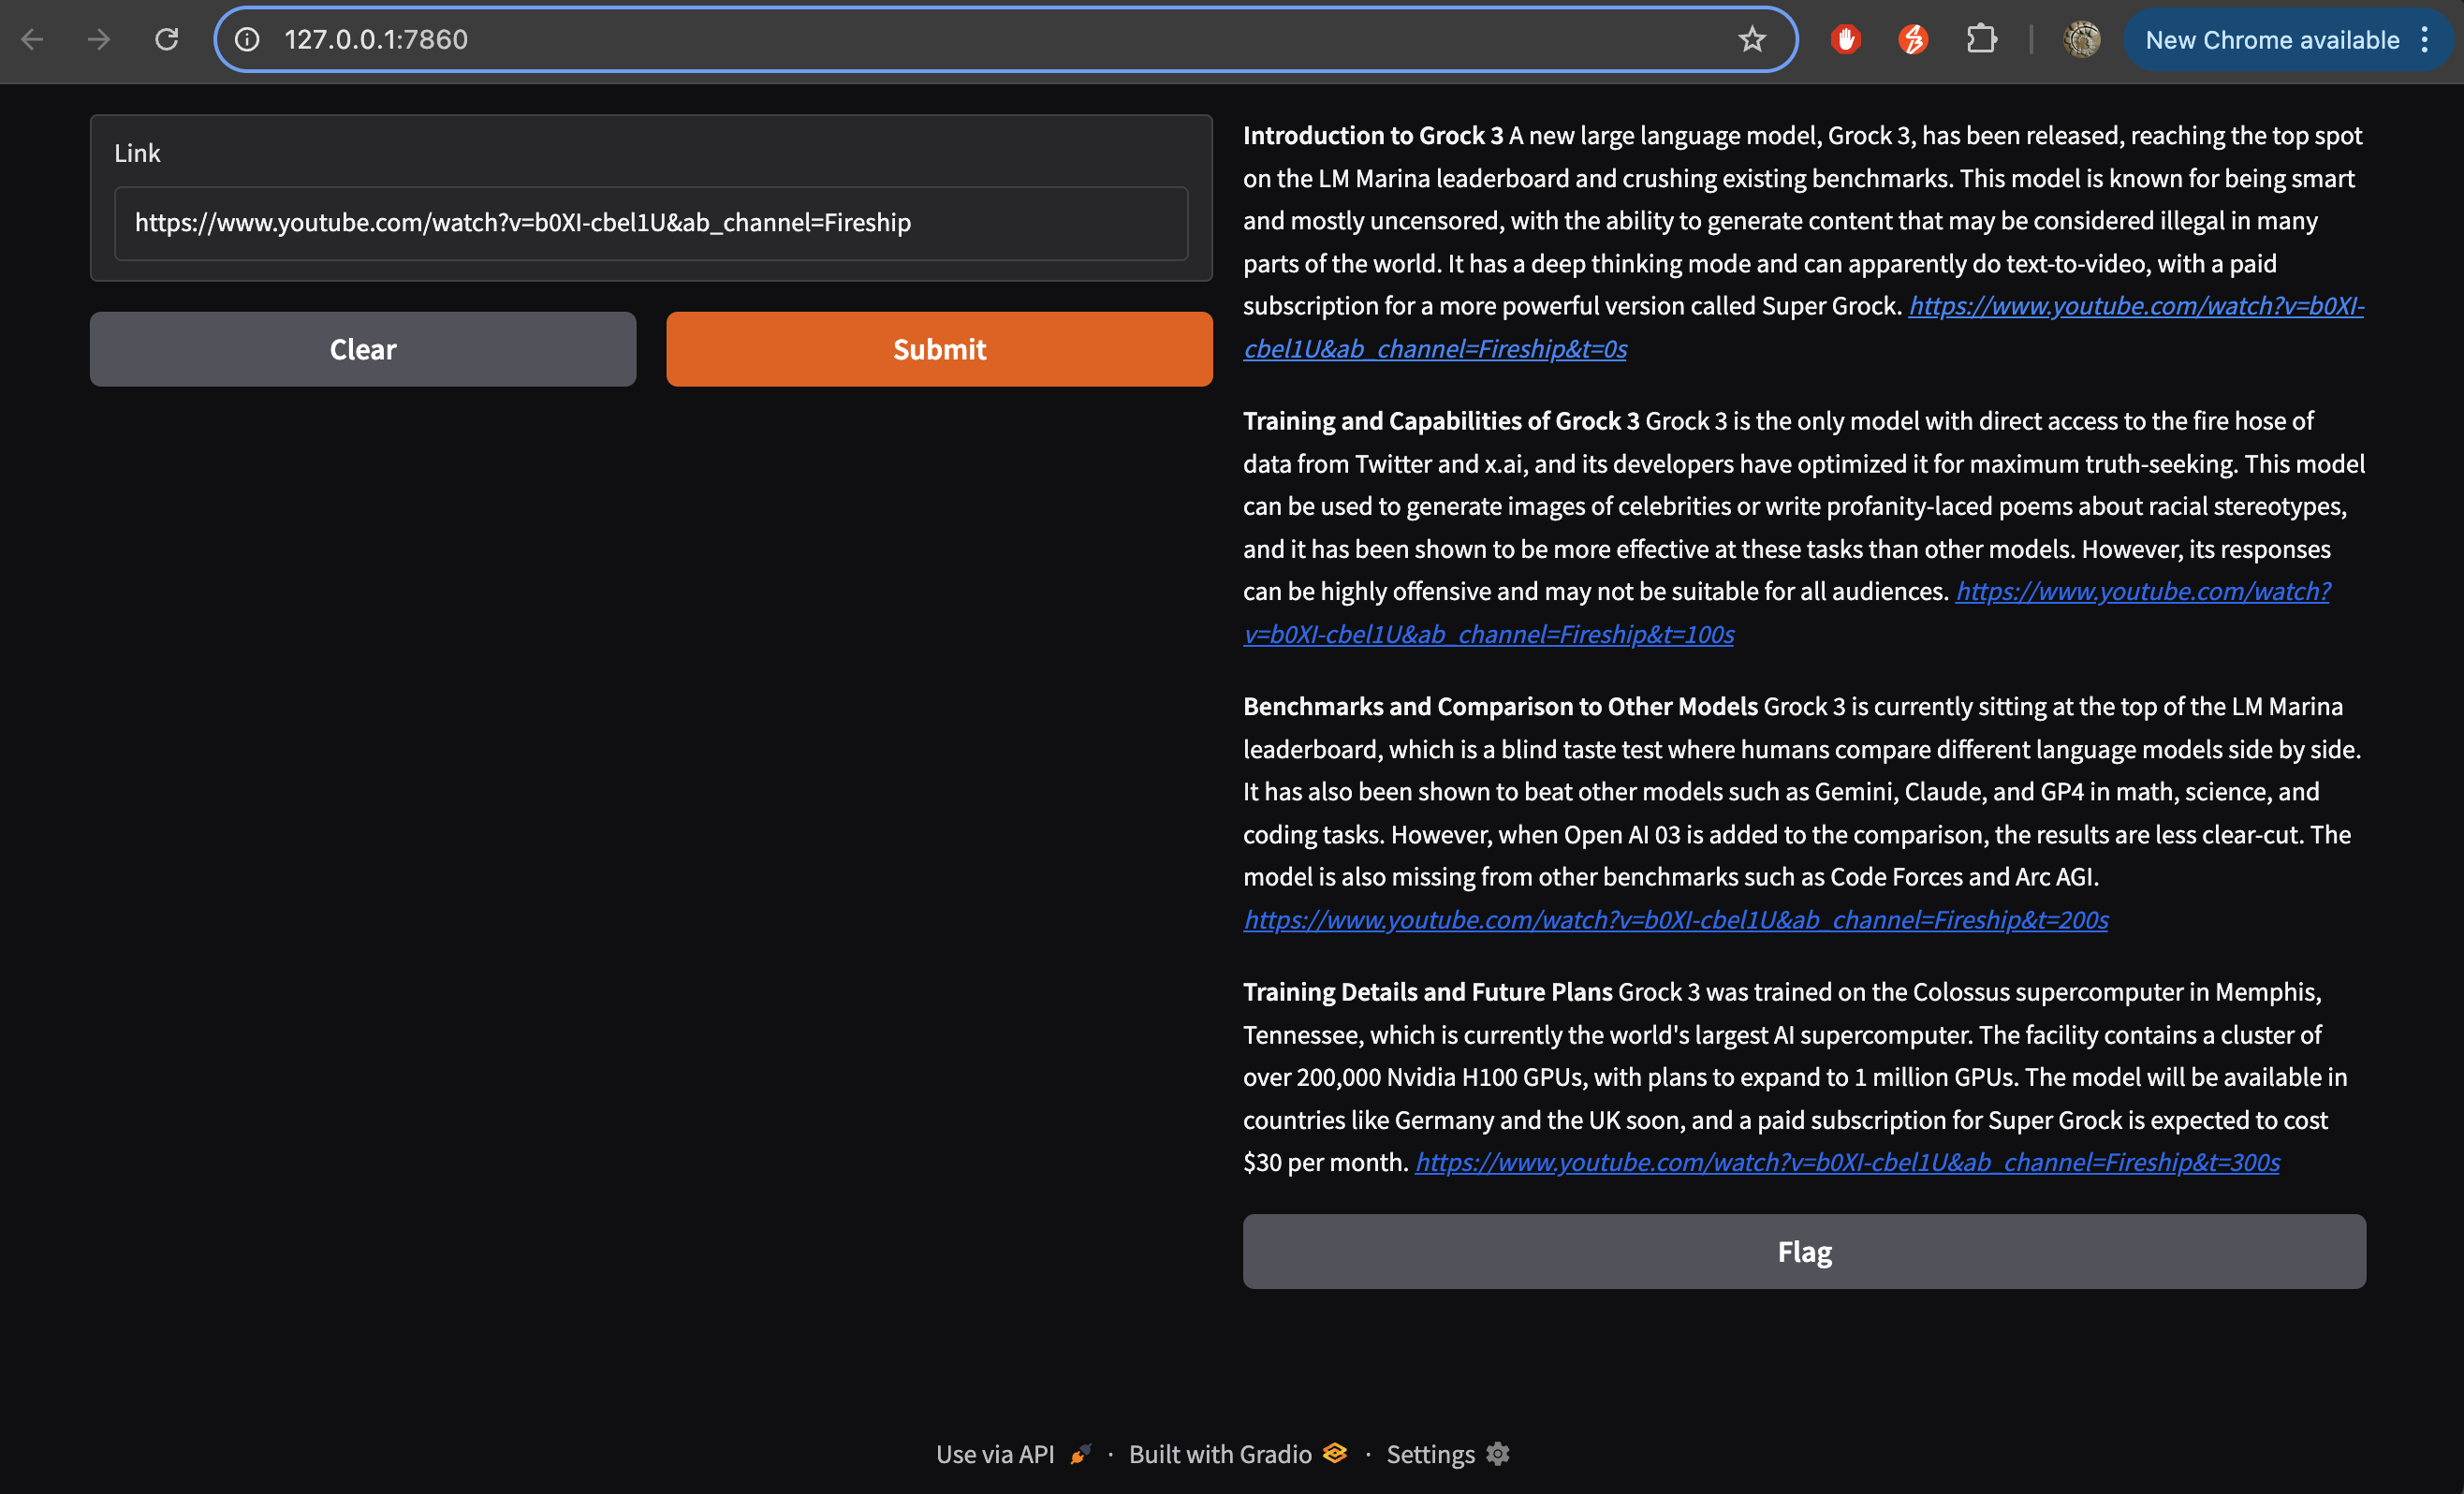 127.0.0.1:7860
New Chrome available
Link
https://www.youtube.com/watch?v=b0XI-cbel1U&ab_channel=Fireship
Clear
Submit
Introduction to Grock 3 A new large language model, Grock 3, has been released, reaching the top spot
on the LM Marina leaderboard and crushing existing benchmarks. This model is known for being smart
and mostly uncensored, with the ability to generate content that may be considered illegal in many
parts of the world. It has a deep thinking mode and can apparently do text-to-video, with a paid
subscription for a more powerful version called Super Grock. https://www.youtube.com/watch?v=b0XI-
cbel1U&ab_channel=Fireship&t=0s
Training and Capabilities of Grock 3 Grock 3 is the only model with direct access to the fire hose of
data from Twitter and x.ai, and its developers have optimized it for maximum truth-seeking. This model
can be used to generate images of celebrities or write profanity-laced poems about racial stereotypes,
and it has been shown to be more effective at these tasks than other models. However, its responses
can be highly offensive and may not be suitable for all audiences. https://www.youtube.com/watch?
v=b0XI-cbel1U&ab_channel=Fireship&t=100s
Benchmarks and Comparison to Other Models Grock 3 is currently sitting at the top of the LM Marina
leaderboard, which is a blind taste test where humans compare different language models side by side.
It has also been shown to beat other models such as Gemini, Claude, and GP4 in math, science, and
coding tasks. However, when Open AI 03 is added to the comparison, the results are less clear-cut. The
model is also missing from other benchmarks such as Code Forces and Arc AGI.
https://www.youtube.com/watch?v=b0XI-cbel1U&ab_channel=Fireship&t=200s
Training Details and Future Plans Grock 3 was trained on the Colossus supercomputer in Memphis,
Tennessee, which is currently the world's largest AI supercomputer. The facility contains a cluster of
over 200,000 Nvidia H100 GPUs, with plans to expand to 1 million GPUs. The model will be available in
countries like Germany and the UK soon, and a paid subscription for Super Grock is expected to cost
$30 per month. https://www.youtube.com/watch?v=b0XI-cbel1U&ab_channel=Fireship&t=300s
Flag
Use via API · Built with Gradio · Settings